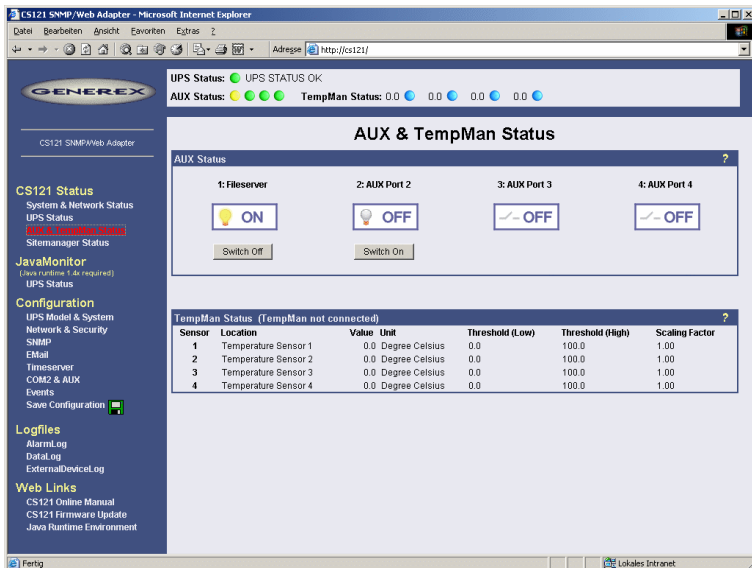 CS121 SNMP/Web Adapter - Microsoft Internet Explorer
Datei Bearbeiten Ansicht Favoriten Extras ?
Adresse http://cs121/
GENEREX
CS121 SNMP/Web Adapter
UPS Status: UPS STATUS OK
AUX Status: TempMan Status: 0.0 0.0 0.0 0.0
CS121 Status
System & Network Status
UPS Status
Sitemanager Status
JavaMonitor
(Java runtime 1.4x required)
UPS Status
Configuration
UPS Model & System
Network & Security
SNMP
EMail
Timeserver
COM2 & AUX
Events
Save Configuration
Logfiles
AlarmLog
DataLog
ExternalDeviceLog
Web Links
CS121 Online Manual
CS121 Firmware Update
Java Runtime Environment
AUX & TempMan Status
AUX Status ?
1: Fileserver 2: AUX Port 2 3: AUX Port 3 4: AUX Port 4
ON OFF OFF OFF
Switch Off Switch On
TempMan Status (TempMan not connected) ?
Sensor Location Value Unit Threshold (Low) Threshold (High) Scaling Factor
1 Temperature Sensor 1 0.0 Degree Celsius 0.0 100.0 1.00
2 Temperature Sensor 2 0.0 Degree Celsius 0.0 100.0 1.00
3 Temperature Sensor 3 0.0 Degree Celsius 0.0 100.0 1.00
4 Temperature Sensor 4 0.0 Degree Celsius 0.0 100.0 1.00
Fertig Lokales Intranet